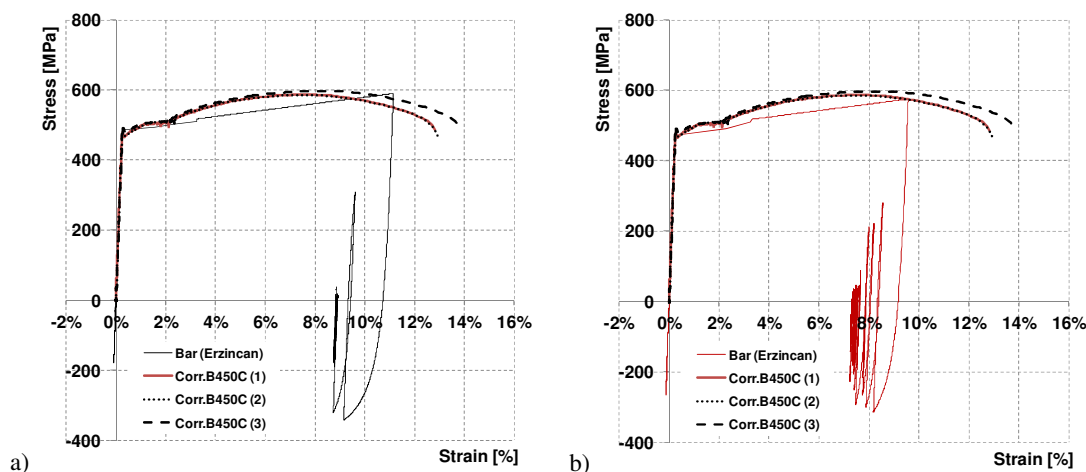 800
600
400
200
0
-200
-400
-2% 0% 2% 4% 6% 8% 10% 12% 14% 16%
Stress [MPa]
Strain [%]
Bar (Erzincan)
Corr.B450C (1)
Corr.B450C (2)
Corr.B450C (3)
a)
800
600
400
200
0
-200
-400
-2% 0% 2% 4% 6% 8% 10% 12% 14% 16%
Stress [MPa]
Strain [%]
Bar (Erzincan)
Corr.B450C (1)
Corr.B450C (2)
Corr.B450C (3)
b)